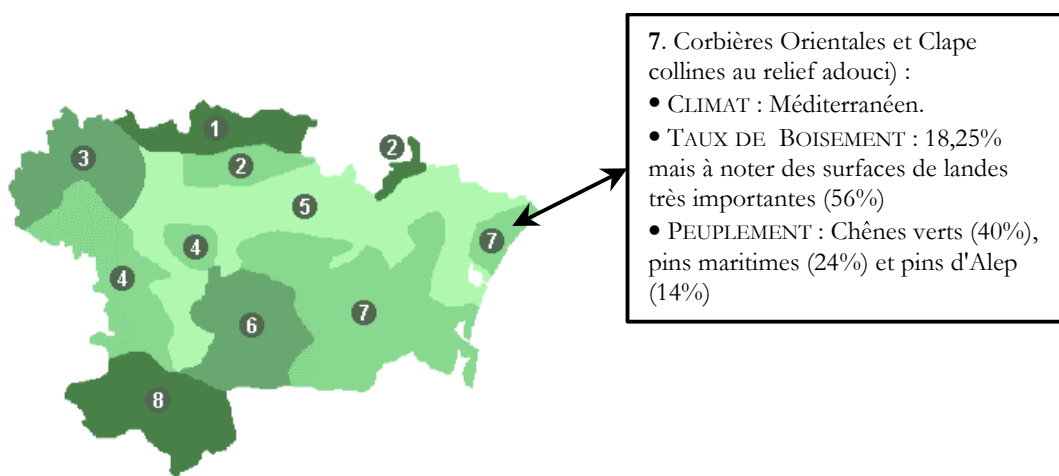 1
2
3
2
5
4
7
4
6
7
8
7. Corbières Orientales et Clape
collines au relief adouci) :
• CLIMAT : Méditerranéen.
• TAUX DE BOISEMENT : 18,25%
mais à noter des surfaces de landes
très importantes (56%)
• PEUPLEMENT : Chênes verts (40%),
pins maritimes (24%) et pins d'Alep
(14%)